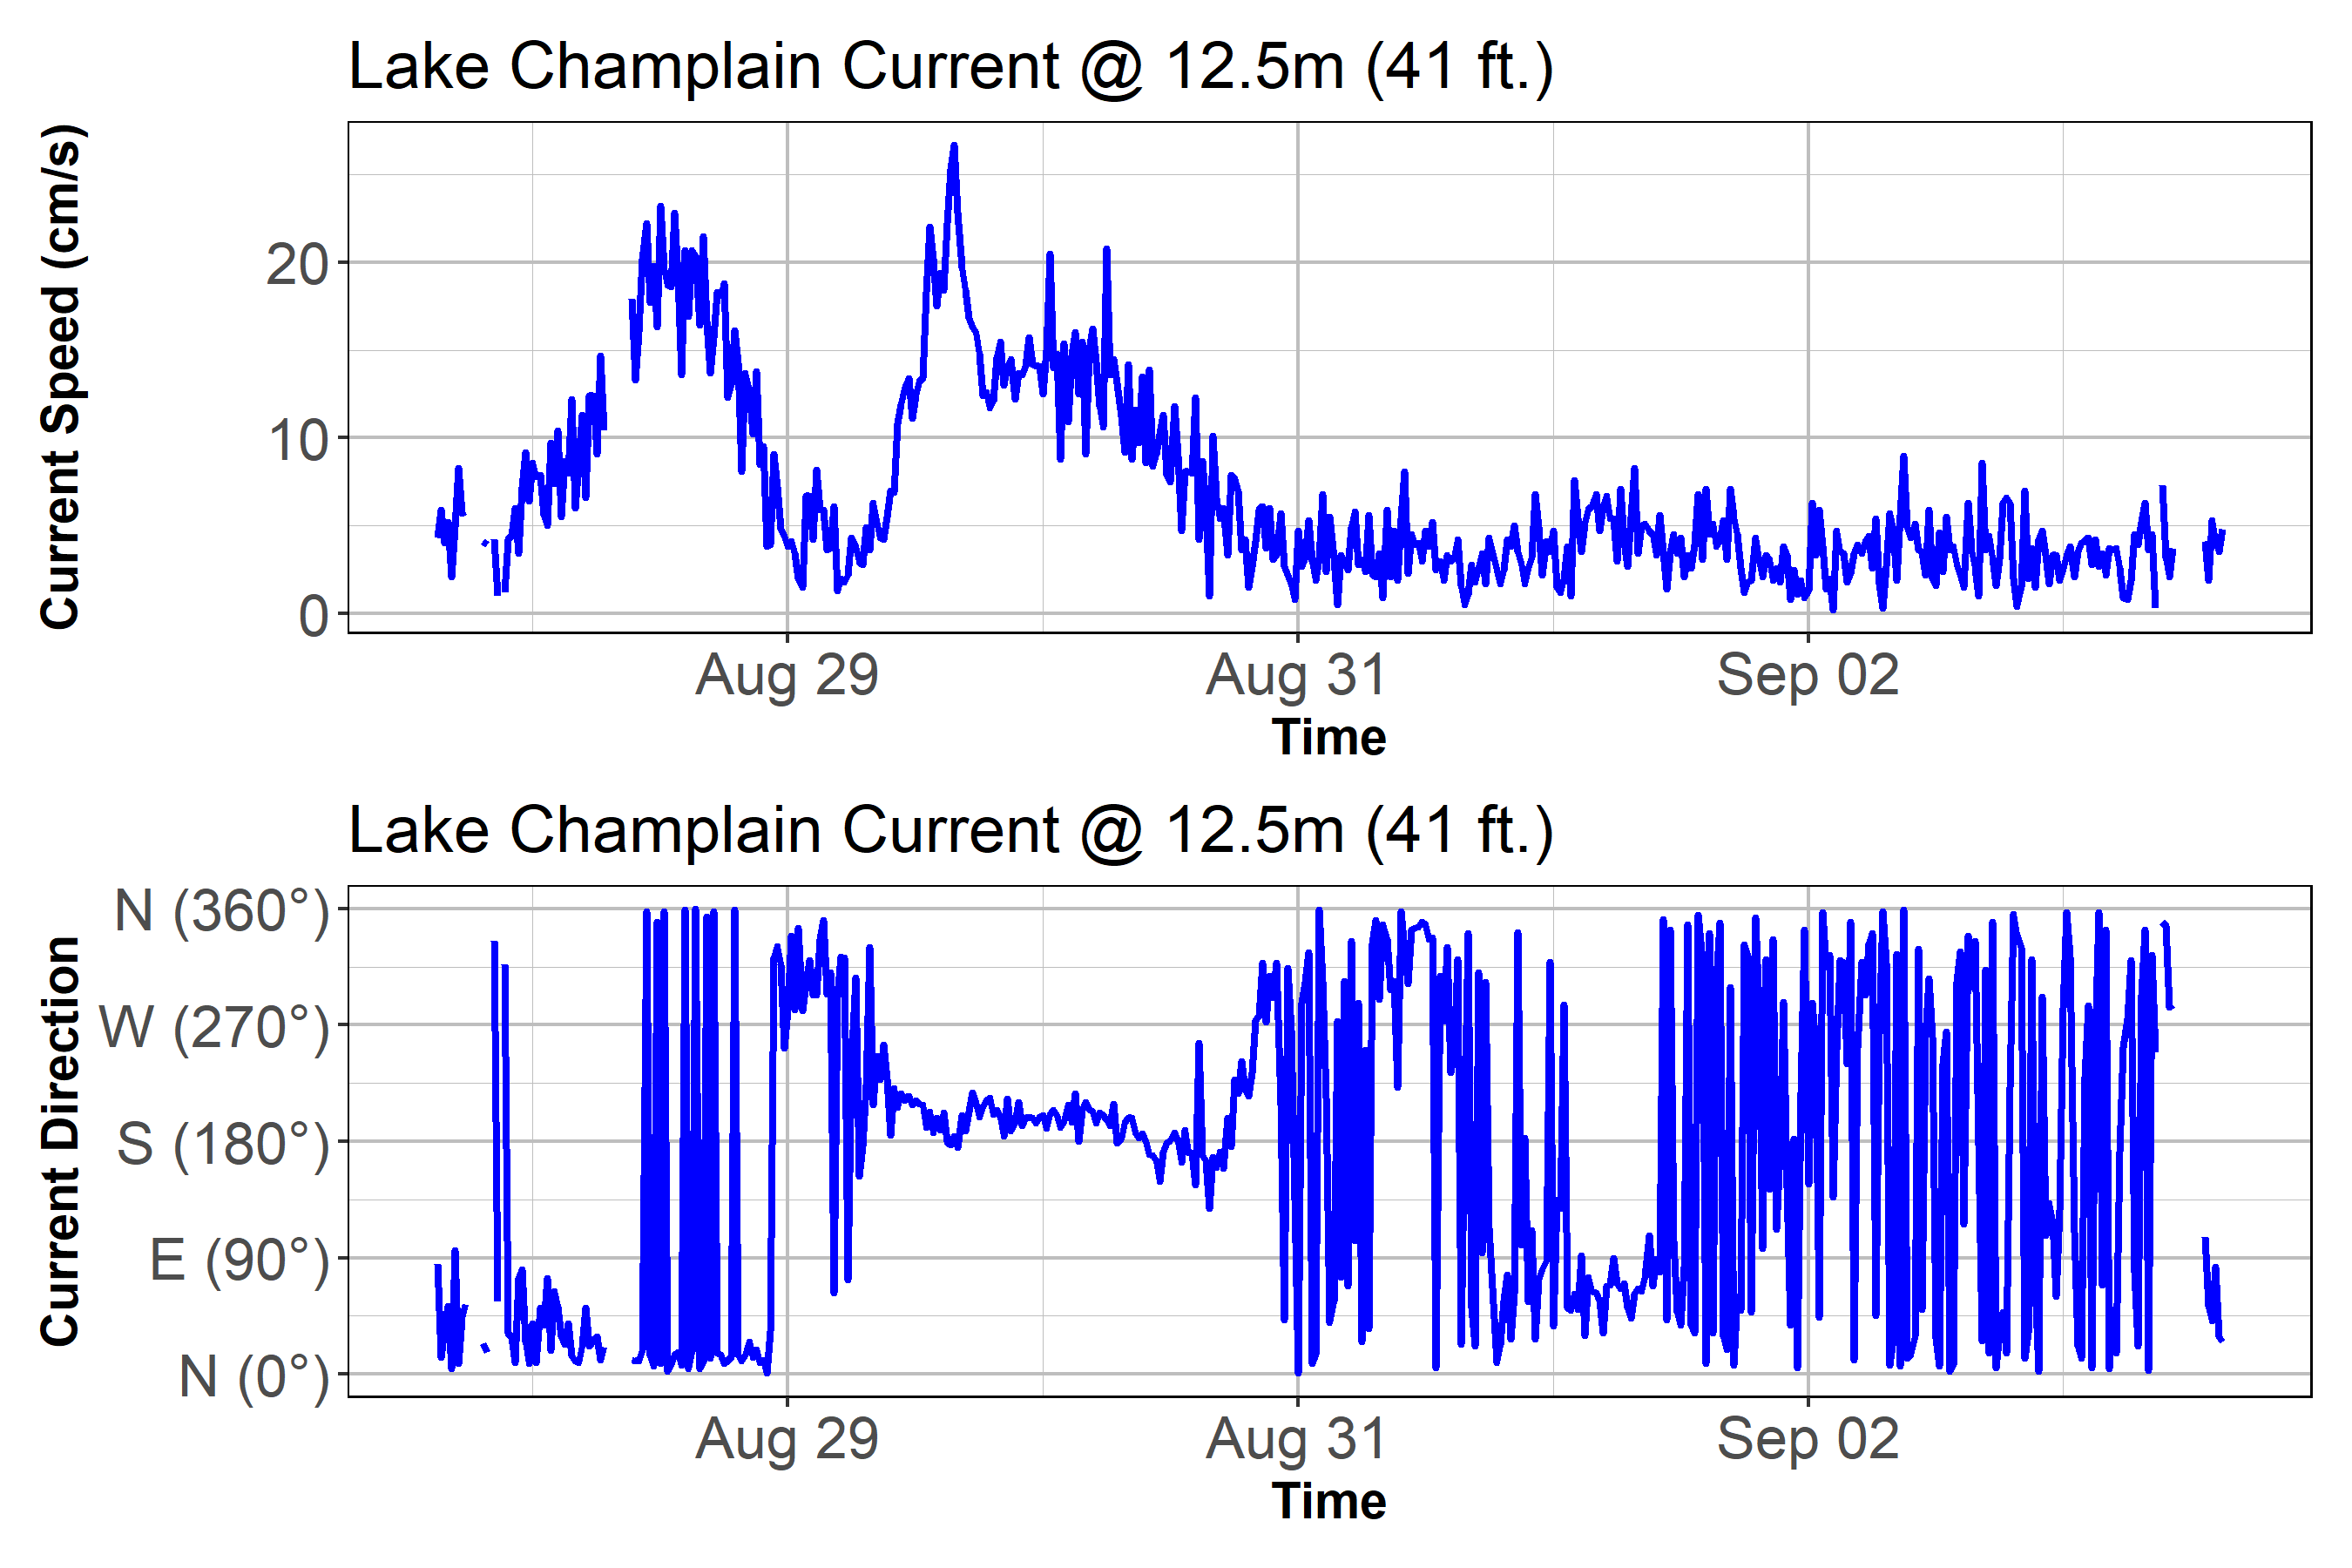 Lake Champlain Current @ 12.5m (41 ft.)
Current Speed (cm/s)
20
10
0
Aug 29 Aug 31 Sep 02
Time
Lake Champlain Current @ 12.5m (41 ft.)
Current Direction
N (360°)
W (270°)
S (180°)
E (90°)
N (0°)
Aug 29 Aug 31 Sep 02
Time